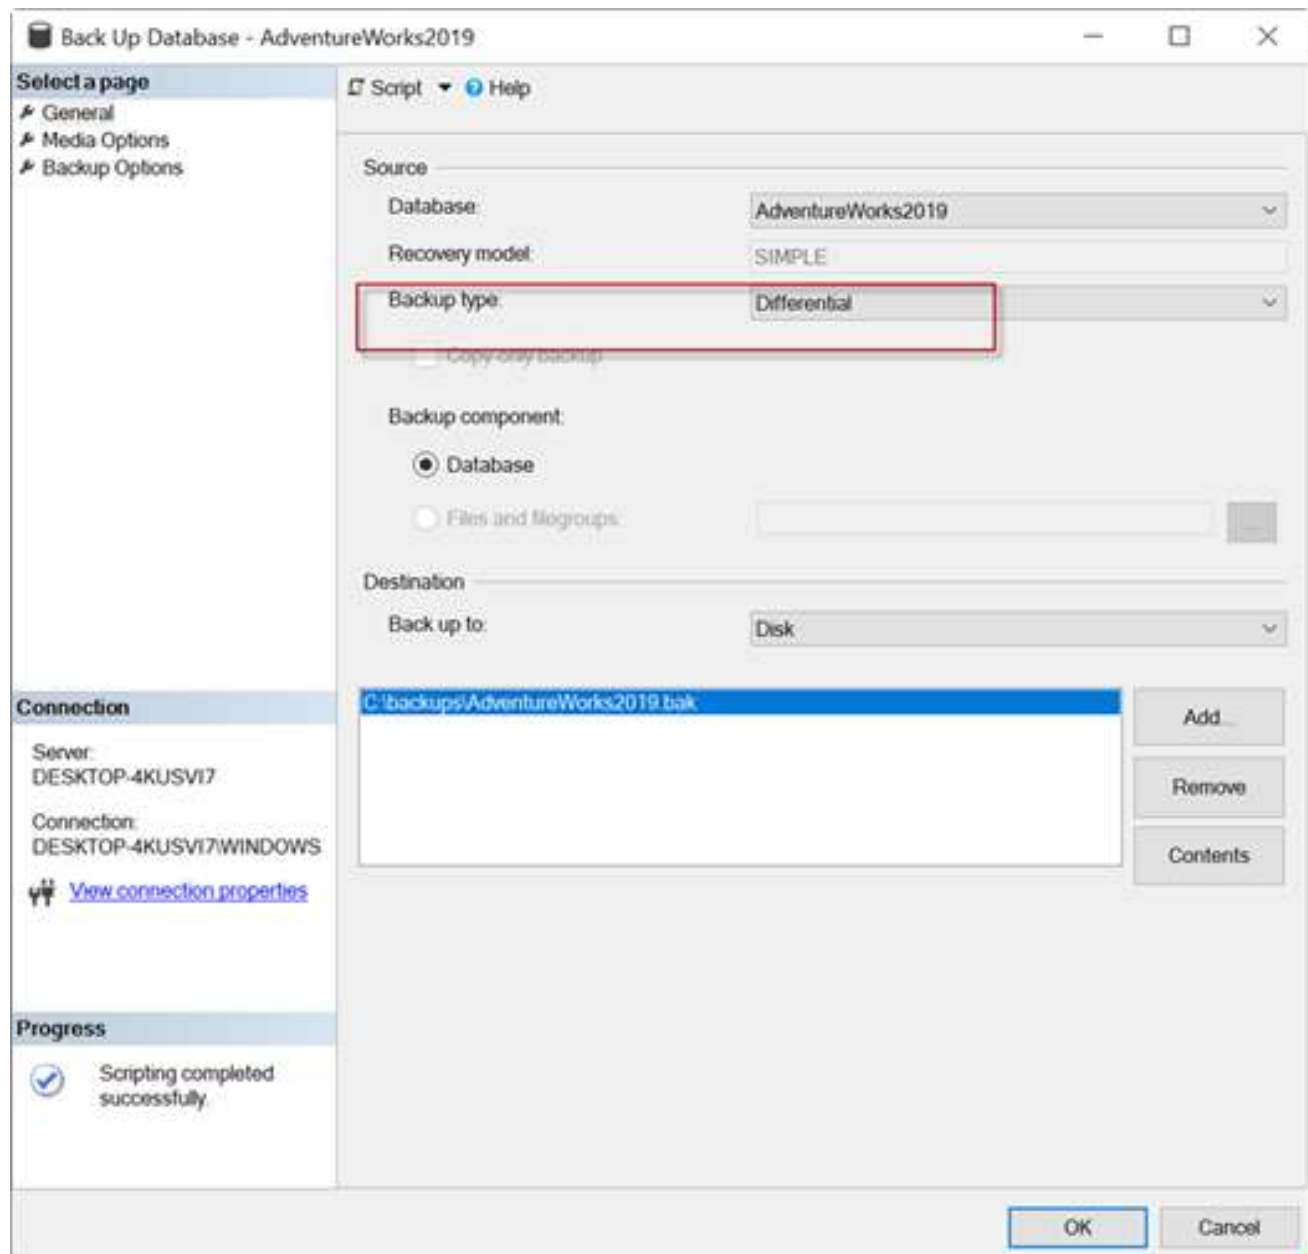 Back Up Database - AdventureWorks2019
Select a page
General
Media Options
Backup Options
Script
Help
Source
Database:
AdventureWorks2019
Recovery model:
SIMPLE
Backup type:
Differential
Copy-only backup
Backup component:
Database
Files and filegroups:
...
Destination
Back up to:
Disk
C:\backups\AdventureWorks2019.bak
Add...
Remove
Contents
Connection
Server:
DESKTOP-4KUSVI7
Connection:
DESKTOP-4KUSVI7\WINDOWS
View connection properties
Progress
Scripting completed
successfully.
OK
Cancel